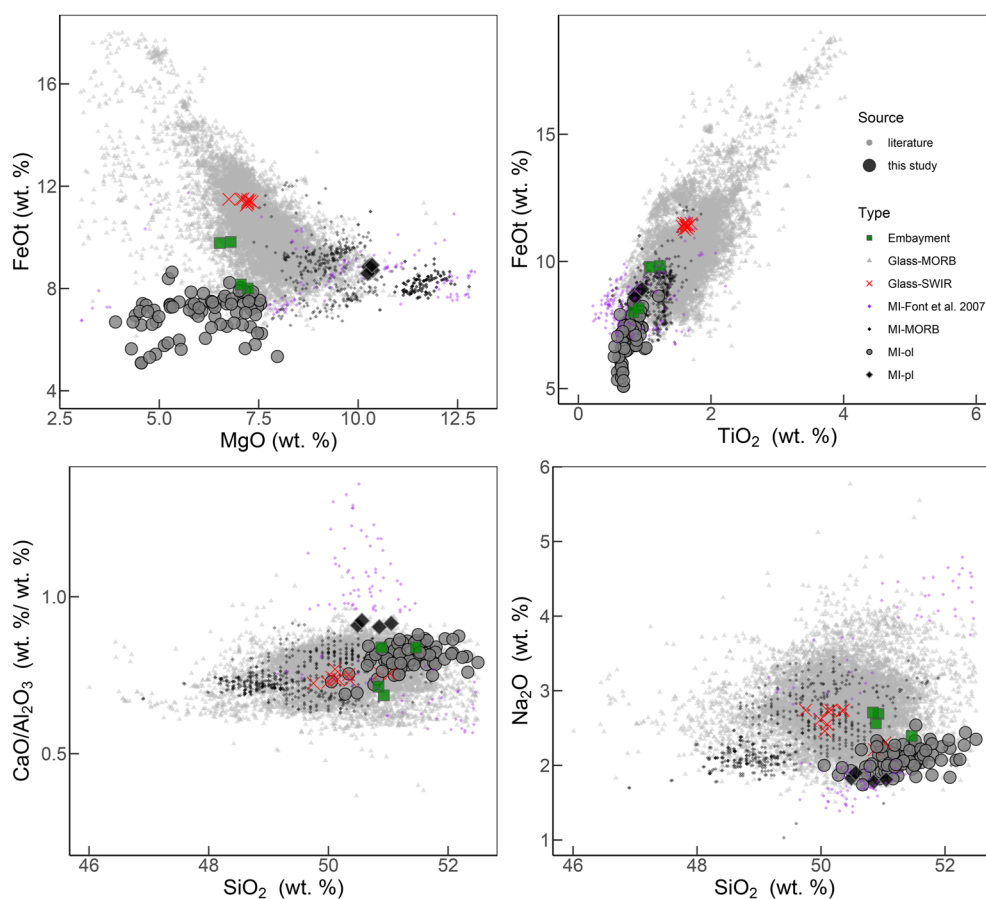 FeOt (wt. %)
16
12
8
4
2.5
5.0
7.5
10.0
12.5
MgO (wt. %)
FeOt (wt. %)
15
10
5
0
2
4
6
TiO₂ (wt. %)
Source
literature
this study
Type
Embayment
Glass-MORB
Glass-SWIR
MI-Font et al. 2007
MI-MORB
MI-ol
MI-pl
CaO/Al₂O₃ (wt. %/ wt. %)
1.0
0.5
46
48
50
52
SiO₂ (wt. %)
Na₂O (wt. %)
6
5
4
3
2
1
46
48
50
52
SiO₂ (wt. %)